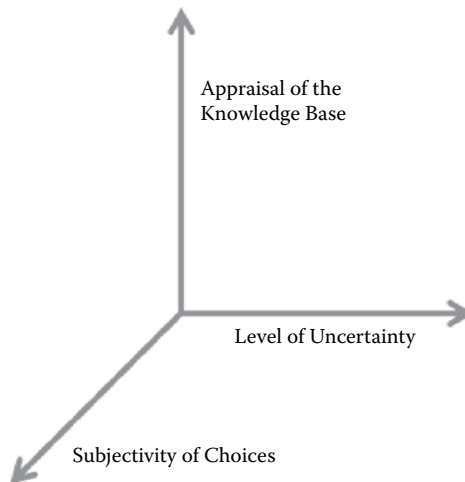 Appraisal of the
Knowledge Base
Level of Uncertainty
Subjectivity of Choices